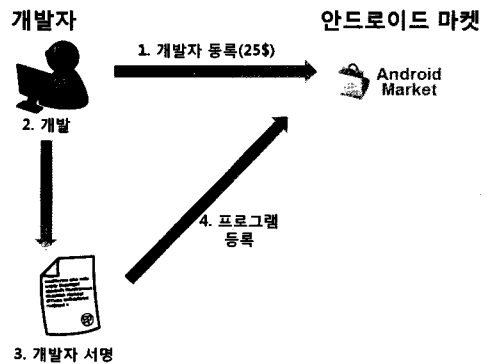 개발자
안드로이드 마켓
1. 개발자 등록(25$)
Android
Market
2. 개발
4. 프로그램
등록
3. 개발자 서명